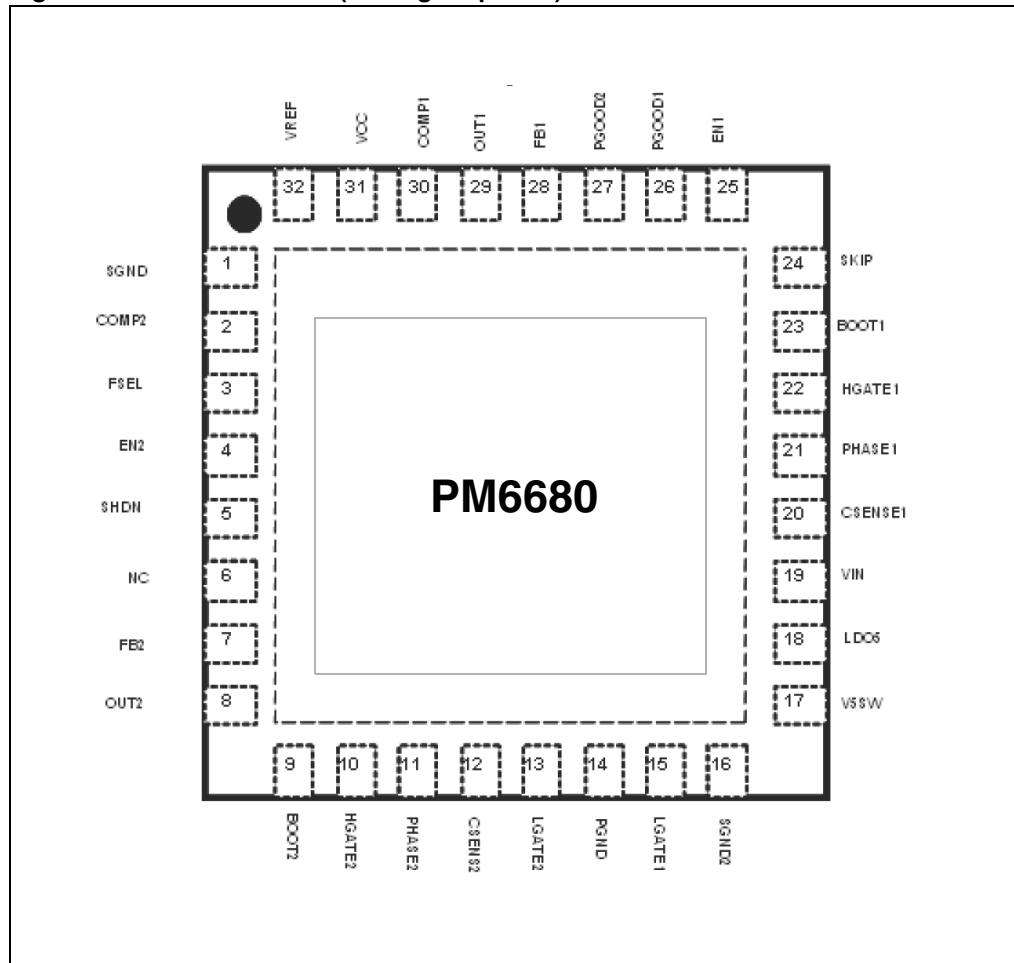 VREF
VCC
COMP1
OUT1
FB1
PGOOD2
PGOOD1
EN1
32
31
30
29
28
27
26
25
SGND
1
COMP2
2
FSEL
3
EN2
4
SHDN
5
NC
6
FB2
7
OUT2
8
PM6680
24
SKIP
23
BOOT1
22
HGATE1
21
PHASE1
20
CSENSE1
19
VIN
18
LDO5
17
V5SW
9
10
11
12
13
14
15
16
BOOT2
HGATE2
PHASE2
CSENS2
LGATE2
PGND
LGATE1
SGND2